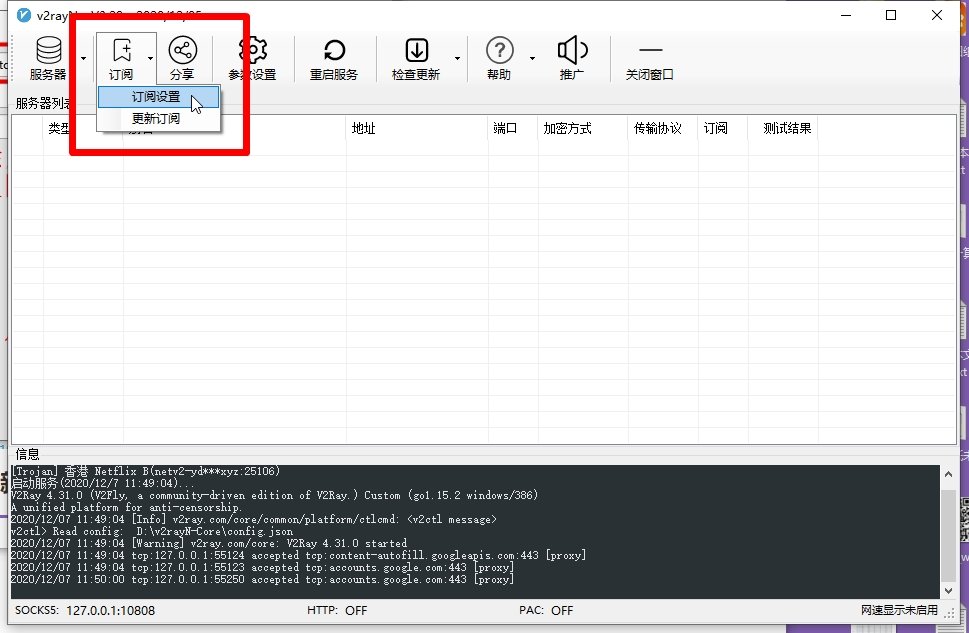 服务器
订阅
分享
参数设置
重启服务
检查更新
帮助
推广
关闭窗口
订阅设置
更新订阅
服务器列表
类型
地址
端口
加密方式
传输协议
订阅
测试结果
信息
[Trojan] 香港 Netflix B(netv2-yd***xyz:25106)
启动服务(2020/12/7 11:49:04)...
V2Ray 4.31.0 (V2Fly, a community-driven edition of V2Ray.) Custom (go1.15.2 windows/386)
A unified platform for anti-censorship.
2020/12/07 11:49:04 [Info] v2ray.com/core/common/platform/ctlcmd: <v2ctl message>
v2ctl> Read config:  D:\v2rayN-Core\config.json
2020/12/07 11:49:04 [Warning] v2ray.com/core: V2Ray 4.31.0 started
2020/12/07 11:49:04 tcp:127.0.0.1:55124 accepted tcp:content-autofill.googleapis.com:443 [proxy]
2020/12/07 11:49:04 tcp:127.0.0.1:55123 accepted tcp:accounts.google.com:443 [proxy]
2020/12/07 11:50:00 tcp:127.0.0.1:55250 accepted tcp:accounts.google.com:443 [proxy]
SOCKS5: 127.0.0.1:10808
HTTP: OFF
PAC: OFF
网速显示未启用